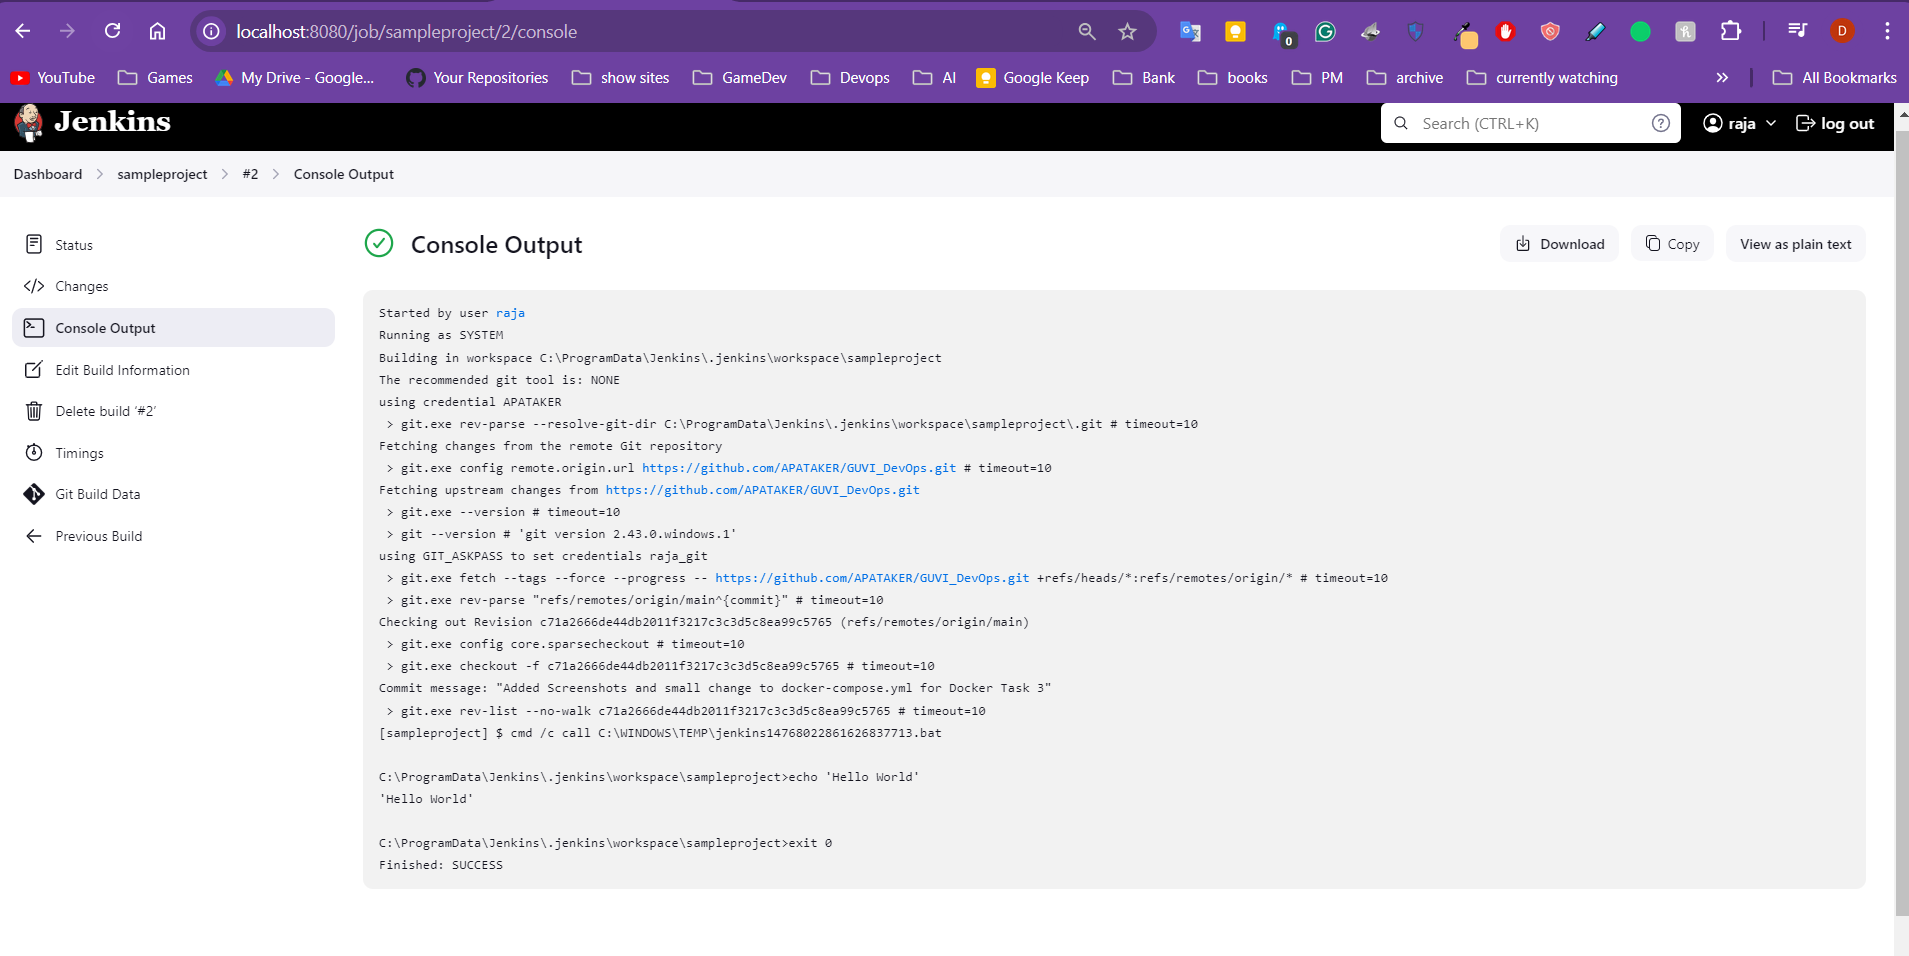 localhost:8080/job/sampleproject/2/console
0
D
YouTube Games My Drive - Google... Your Repositories show sites GameDev Devops AI Google Keep Bank books PM archive currently watching » All Bookmarks
Jenkins
Search (CTRL+K) ? raja log out
Dashboard > sampleproject > #2 > Console Output
Status
Changes
Console Output
Edit Build Information
Delete build ‘#2’
Timings
Git Build Data
Previous Build
Console Output
Download Copy View as plain text
Started by user raja
Running as SYSTEM
Building in workspace C:\ProgramData\Jenkins\.jenkins\workspace\sampleproject
The recommended git tool is: NONE
using credential APATAKER
> git.exe rev-parse --resolve-git-dir C:\ProgramData\Jenkins\.jenkins\workspace\sampleproject\.git # timeout=10
Fetching changes from the remote Git repository
> git.exe config remote.origin.url https://github.com/APATAKER/GUVI_DevOps.git # timeout=10
Fetching upstream changes from https://github.com/APATAKER/GUVI_DevOps.git
> git.exe --version # timeout=10
> git --version # 'git version 2.43.0.windows.1'
using GIT_ASKPASS to set credentials raja_git
> git.exe fetch --tags --force --progress -- https://github.com/APATAKER/GUVI_DevOps.git +refs/heads/*:refs/remotes/origin/* # timeout=10
> git.exe rev-parse "refs/remotes/origin/main^{commit}" # timeout=10
Checking out Revision c71a2666de44db2011f3217c3c3d5c8ea99c5765 (refs/remotes/origin/main)
> git.exe config core.sparsecheckout # timeout=10
> git.exe checkout -f c71a2666de44db2011f3217c3c3d5c8ea99c5765 # timeout=10
Commit message: "Added Screenshots and small change to docker-compose.yml for Docker Task 3"
> git.exe rev-list --no-walk c71a2666de44db2011f3217c3c3d5c8ea99c5765 # timeout=10
[sampleproject] $ cmd /c call C:\WINDOWS\TEMP\jenkins14768022861626837713.bat
C:\ProgramData\Jenkins\.jenkins\workspace\sampleproject>echo 'Hello World'
'Hello World'
C:\ProgramData\Jenkins\.jenkins\workspace\sampleproject>exit 0
Finished: SUCCESS